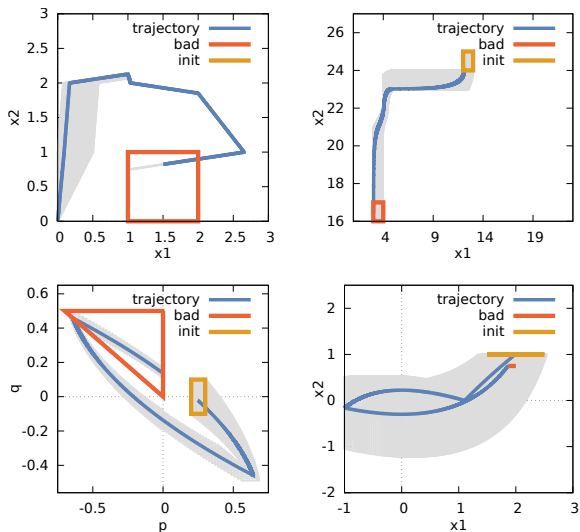 3
2.5
2
1.5
1
0.5
0
x2
0 0.5 1 1.5 2 2.5 3
x1
trajectory
bad
init
26
24
22
20
18
16
x2
4 9 14 19
x1
trajectory
bad
init
0.6
0.4
0.2
0
-0.2
-0.4
q
-0.5 0 0.5
p
trajectory
bad
init
2
1
0
-1
-2
x2
-1 0 1 2 3
x1
trajectory
bad
init